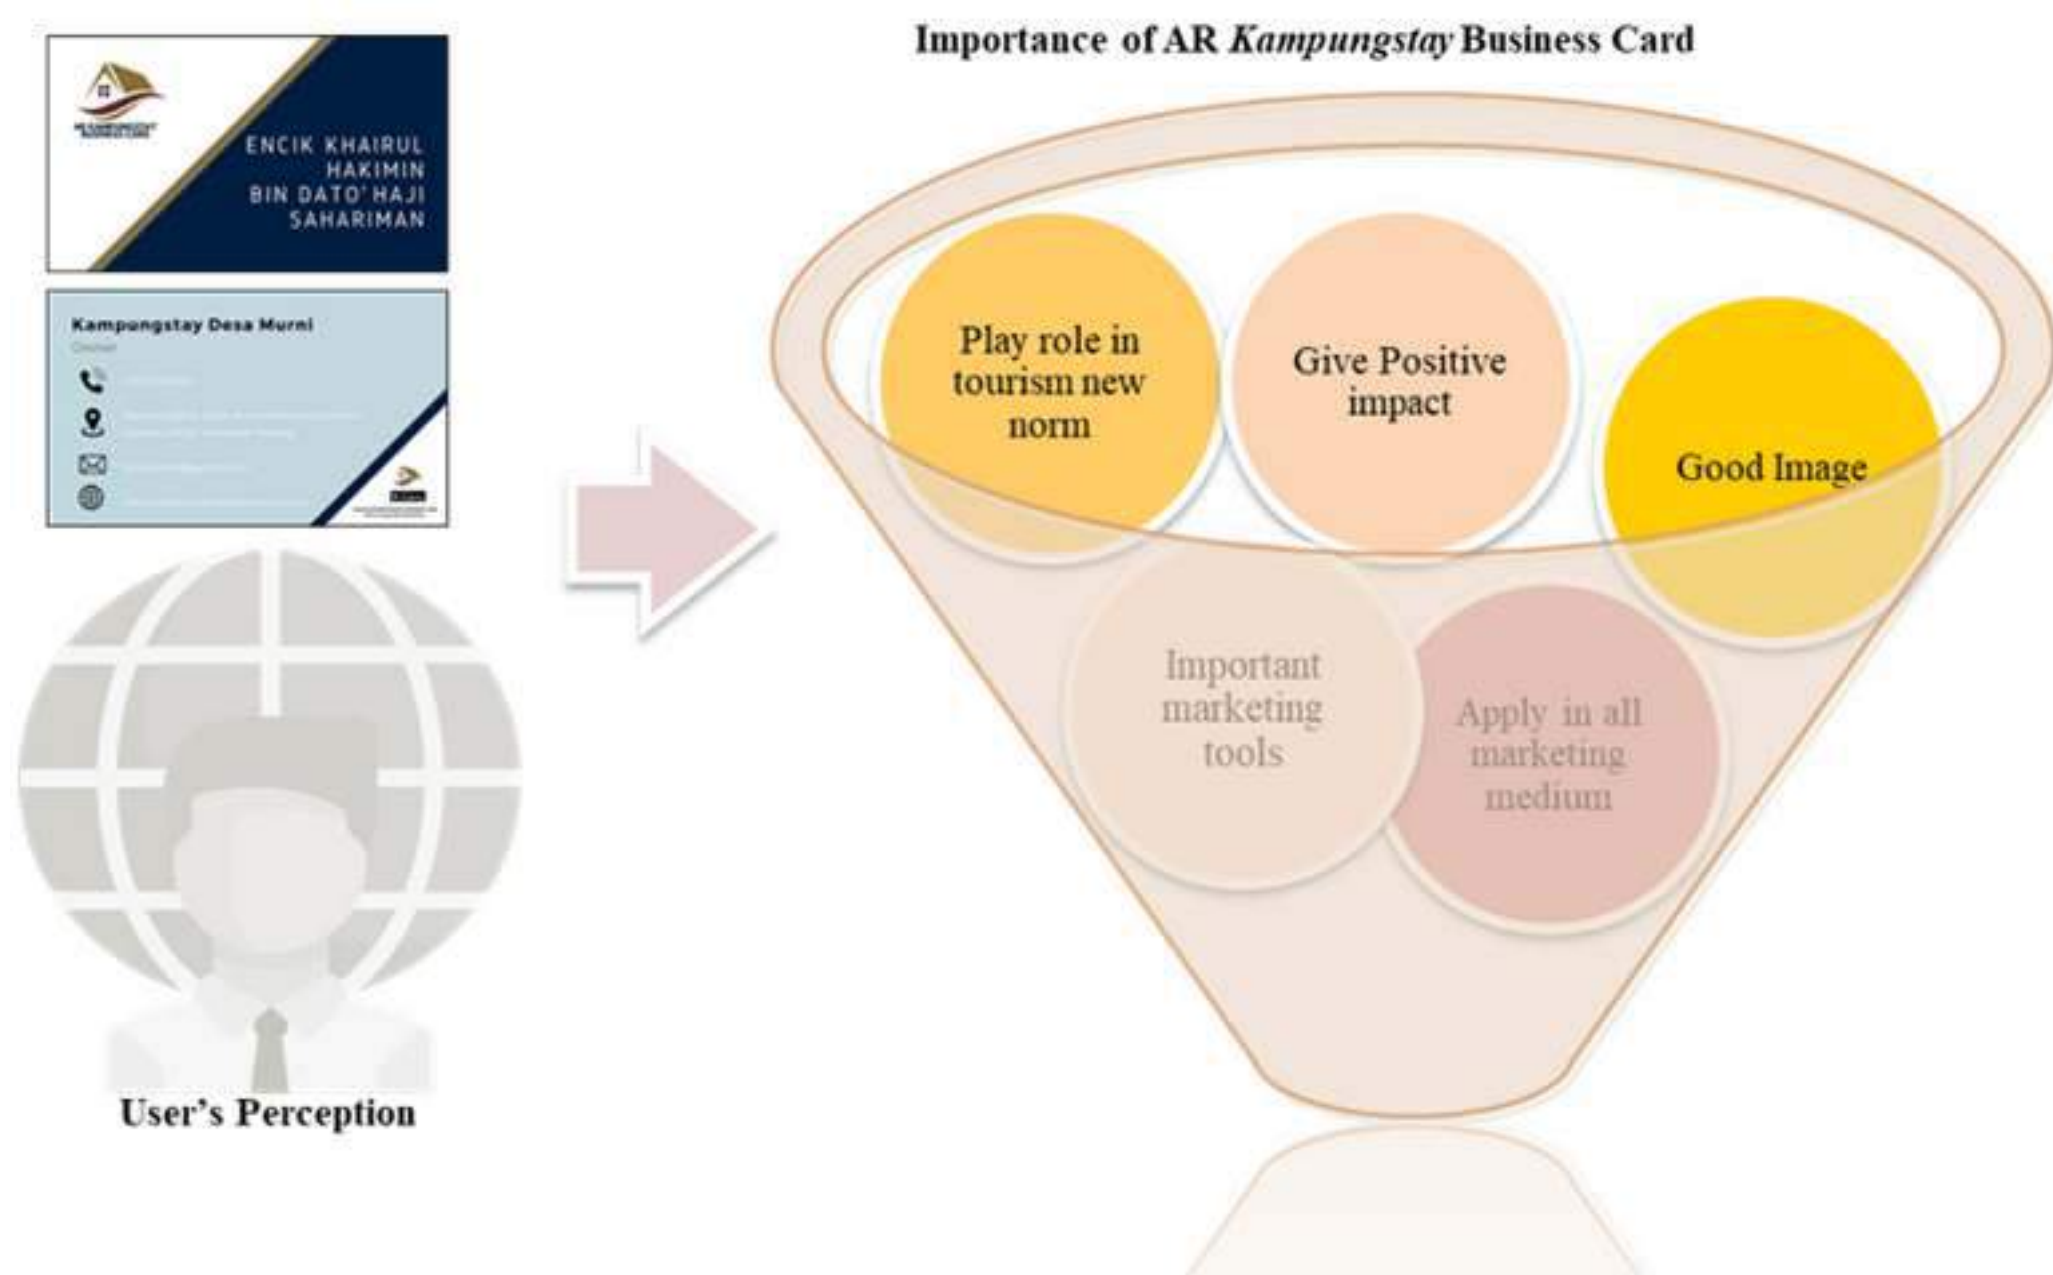 Importance of AR Kampungstay Business Card
ENCIK KHAIRUL
HAKIMIN
BIN DATO' HAJI
SAHARIMAN
Kampungstay Desa Murni
Owner
User's Perception
Play role in
tourism new
norm
Give Positive
impact
Good Image
Important
marketing
tools
Apply in all
marketing
medium